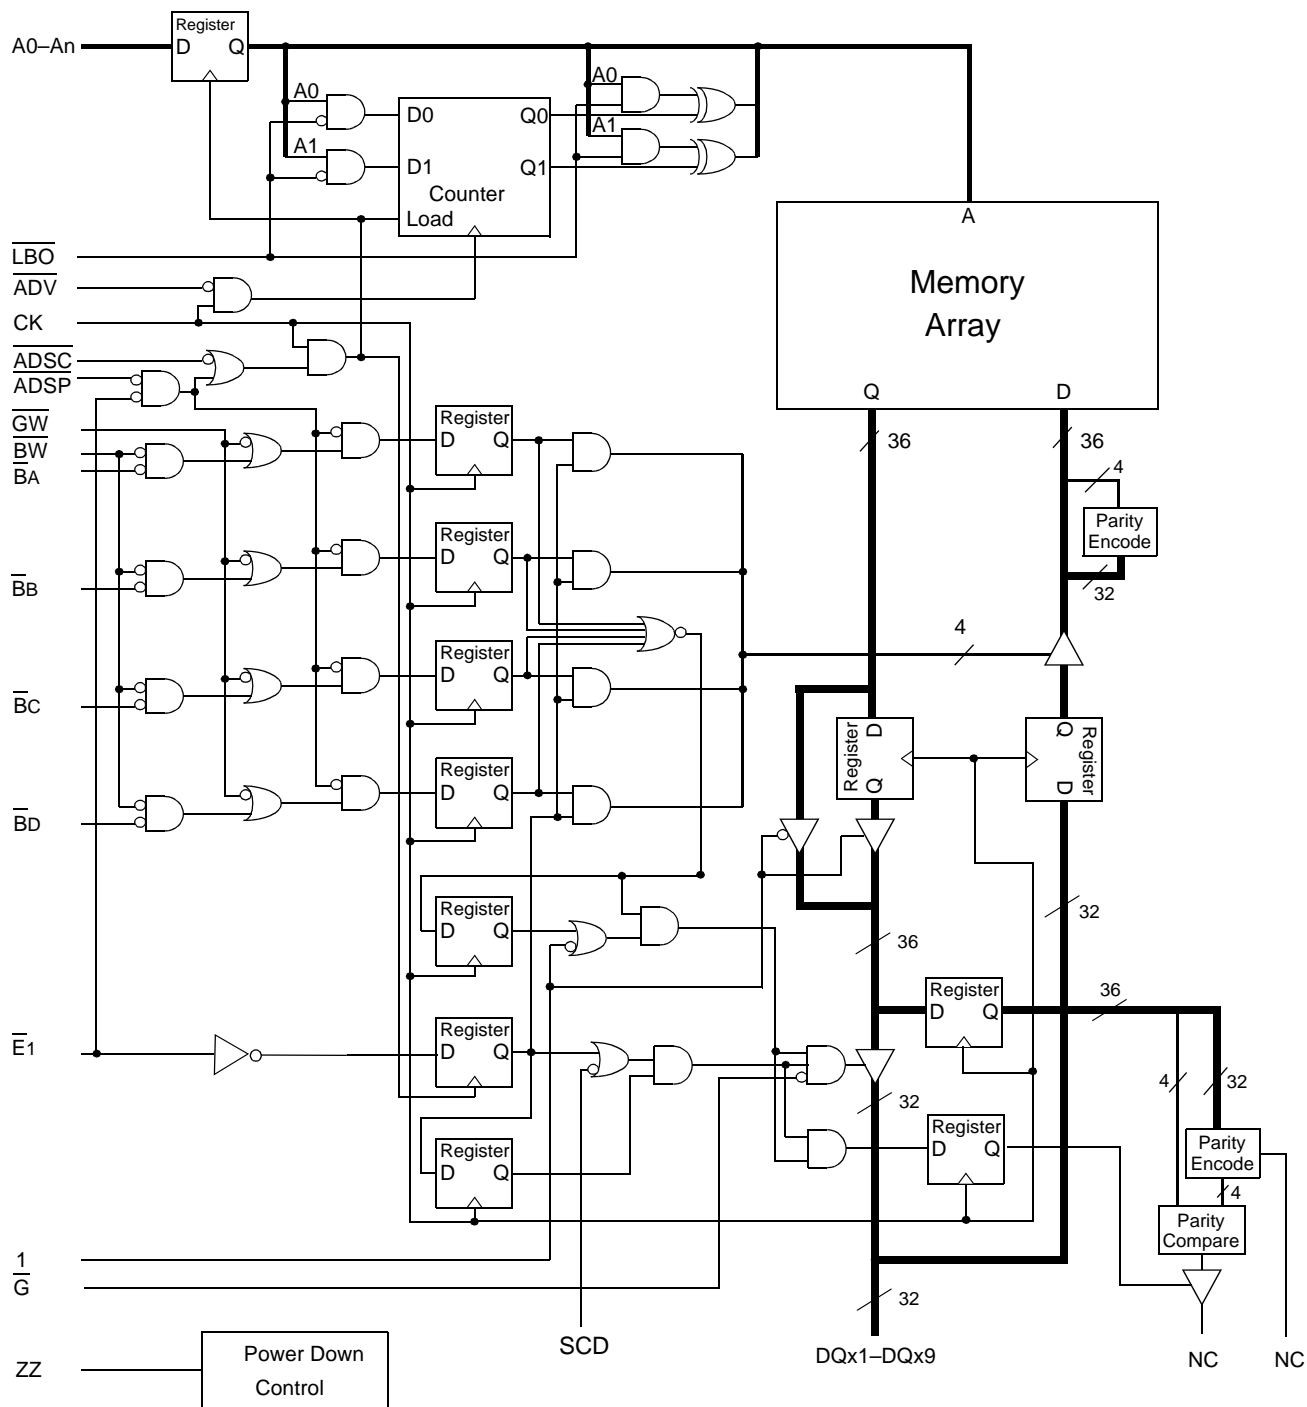 Register
A0–An
D Q
A0
A0
D0 Q0
A1
A1
D1 Q1
Counter
Load
A
LBO
ADV
CK
Memory
Array
ADSC
ADSP
Q D
GW
BW
BA
Register
D Q
36
36
4
Parity
Encode
32
Register
D Q
BB
4
Register
D Q
BC
Register
D
Q
Register
Q
D
Register
D Q
BD
32
Register
D Q
36
Register
D Q
36
E1
Register
D Q
4
32
32
Register
D Q
Register
D Q
Parity
Encode
4
Parity
Compare
1
G
32
SCD
DQx1–DQx9
NC
NC
ZZ
Power Down
Control